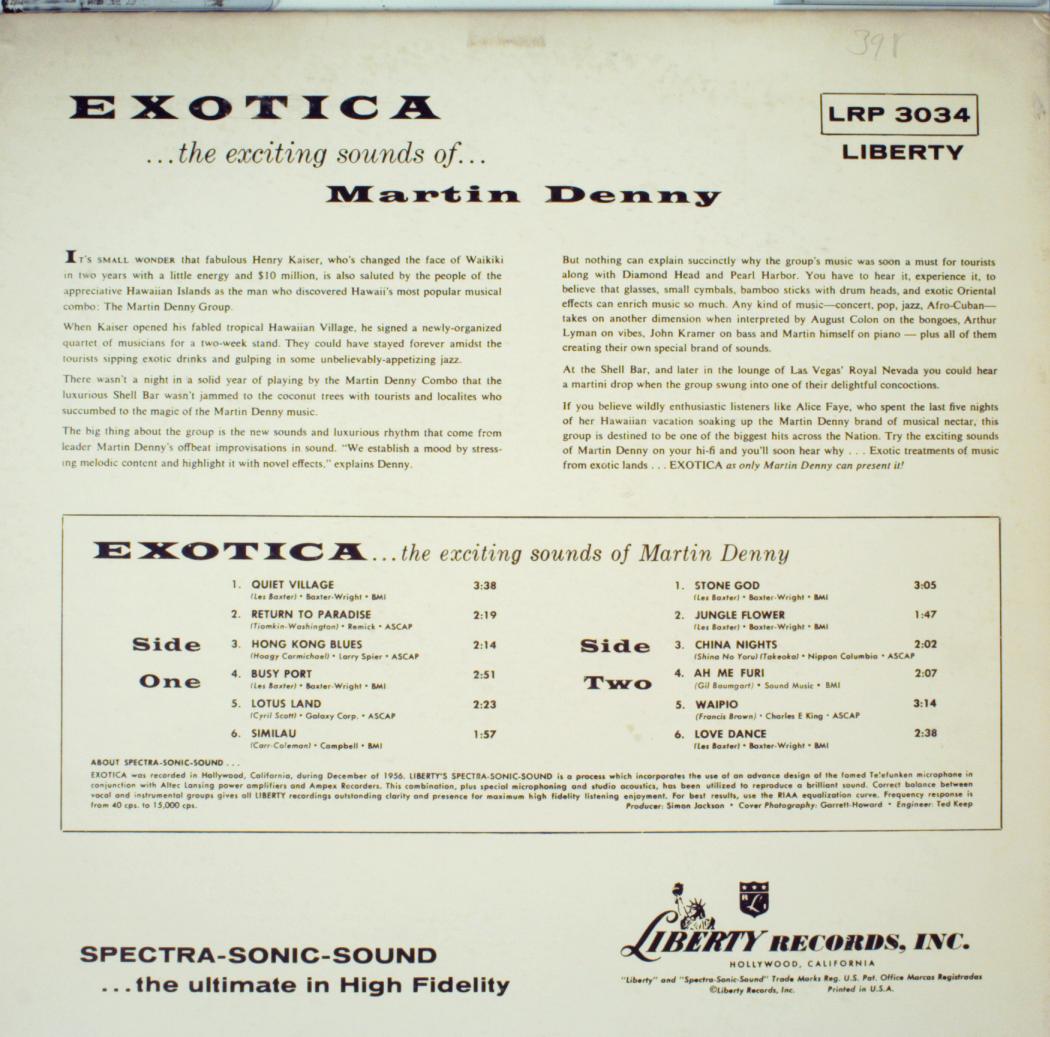 391
EXOTICA
...the exciting sounds of...
Martin Denny
LRP 3034
LIBERTY
IT'S SMALL WONDER that fabulous Henry Kaiser, who's changed the face of Waikiki
in two years with a little energy and $10 million, is also saluted by the people of the
appreciative Hawaiian Islands as the man who discovered Hawaii's most popular musical
combo: The Martin Denny Group.
When Kaiser opened his fabled tropical Hawaiian Village, he signed a newly-organized
quartet of musicians for a two-week stand. They could have stayed forever amidst the
tourists sipping exotic drinks and gulping in some unbelievably-appetizing jazz.
There wasn't a night in a solid year of playing by the Martin Denny Combo that the
luxurious Shell Bar wasn't jammed to the coconut trees with tourists and localites who
succumbed to the magic of the Martin Denny music.
The big thing about the group is the new sounds and luxurious rhythm that come from
leader Martin Denny's offbeat improvisations in sound. "We establish a mood by stress-
ing melodic content and highlight it with novel effects," explains Denny.
But nothing can explain succinctly why the group's music was soon a must for tourists
along with Diamond Head and Pearl Harbor. You have to hear it, experience it, to
believe that glasses, small cymbals, bamboo sticks with drum heads, and exotic Oriental
effects can enrich music so much. Any kind of music—concert, pop, jazz, Afro-Cuban—
takes on another dimension when interpreted by August Colon on the bongoes, Arthur
Lyman on vibes, John Kramer on bass and Martin himself on piano — plus all of them
creating their own special brand of sounds.
At the Shell Bar, and later in the lounge of Las Vegas' Royal Nevada you could hear
a martini drop when the group swung into one of their delightful concoctions.
If you believe wildly enthusiastic listeners like Alice Faye, who spent the last five nights
of her Hawaiian vacation soaking up the Martin Denny brand of musical nectar, this
group is destined to be one of the biggest hits across the Nation. Try the exciting sounds
of Martin Denny on your hi-fi and you'll soon hear why . . . Exotic treatments of music
from exotic lands . . . EXOTICA as only Martin Denny can present it!
EXOTICA...the exciting sounds of Martin Denny
Side One
1. QUIET VILLAGE 3:38
(Les Baxter) • Baxter-Wright • BMI
2. RETURN TO PARADISE 2:19
(Tiomkin-Washington) • Remick • ASCAP
3. HONG KONG BLUES 2:14
(Hoagy Carmichael) • Larry Spier • ASCAP
4. BUSY PORT 2:51
(Les Baxter) • Baxter-Wright • BMI
5. LOTUS LAND 2:23
(Cyril Scott) • Galaxy Corp. • ASCAP
6. SIMILAU 1:57
(Carr-Coleman) • Campbell • BMI
Side Two
1. STONE GOD 3:05
(Les Baxter) • Baxter-Wright • BMI
2. JUNGLE FLOWER 1:47
(Les Baxter) • Baxter-Wright • BMI
3. CHINA NIGHTS 2:02
(Shina No Yoru) (Takeoka) • Nippon Columbia • ASCAP
4. AH ME FURI 2:07
(Gil Baumgart) • Sound Music • BMI
5. WAIPIO 3:14
(Francis Brown) • Charles E King • ASCAP
6. LOVE DANCE 2:38
(Les Baxter) • Baxter-Wright • BMI
ABOUT SPECTRA-SONIC-SOUND . . .
EXOTICA was recorded in Hollywood, California, during December of 1956. LIBERTY'S SPECTRA-SONIC-SOUND is a process which incorporates the use of an advance design of the famed Telefunken microphone in
conjunction with Altec Lansing power amplifiers and Ampex Recorders. This combination, plus special microphoning and studio acoustics, has been utilized to reproduce a brilliant sound. Correct balance between
vocal and instrumental groups gives all LIBERTY recordings outstanding clarity and presence for maximum high fidelity listening enjoyment. For best results, use the RIAA equalization curve. Frequency response is
from 40 cps. to 15,000 cps. Producer: Simon Jackson • Cover Photography: Garrett-Howard • Engineer: Ted Keep
SPECTRA-SONIC-SOUND
...the ultimate in High Fidelity
LIBERTY RECORDS, INC.
HOLLYWOOD, CALIFORNIA
"Liberty" and "Spectra-Sonic-Sound" Trade Marks Reg. U.S. Pat. Office Marcas Registradas
©Liberty Records, Inc. Printed in U.S.A.